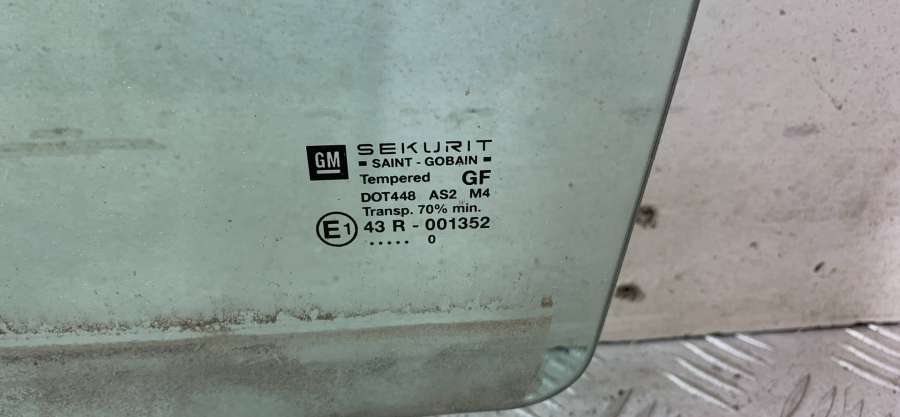 GM SEKURIT
SAINT - GOBAIN
Tempered GF
DOT448 AS2 M4
Transp. 70% min.
E1 43 R - 001352
..... 0